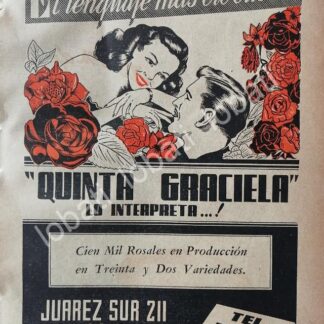 El lenguaje más
"QUINTA GRACIELA"
LO INTERPRETA...!
Cien Mil Rosales en Producción
en Treinta y Dos Variedades.
JUAREZ SUR 211
TEL